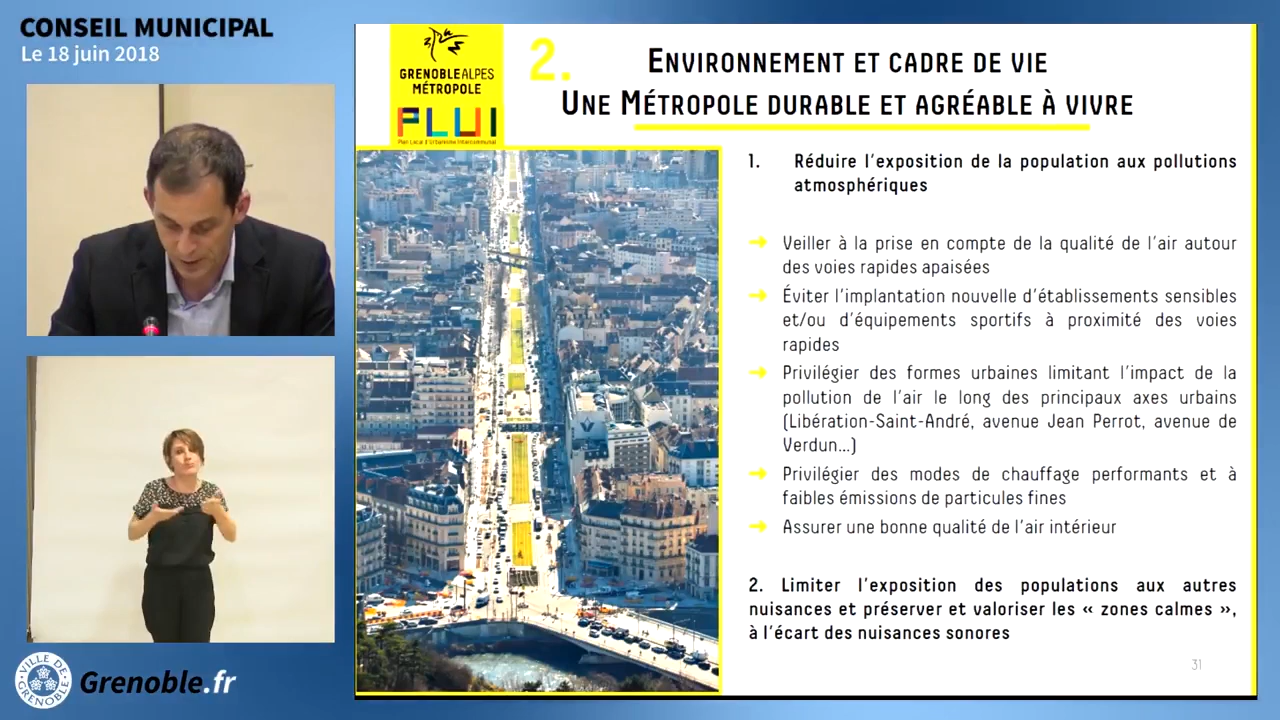 CONSEIL MUNICIPAL
Le 18 juin 2018
GRENOBLEALPES
MÉTROPOLE
PLUI
Plan Local d'Urbanisme Intercommunal
2.
ENVIRONNEMENT ET CADRE DE VIE
UNE MÉTROPOLE DURABLE ET AGRÉABLE À VIVRE
1. Réduire l'exposition de la population aux pollutions
atmosphériques
➔ Veiller à la prise en compte de la qualité de l'air autour
des voies rapides apaisées
➔ Éviter l'implantation nouvelle d'établissements sensibles
et/ou d'équipements sportifs à proximité des voies
rapides
➔ Privilégier des formes urbaines limitant l'impact de la
pollution de l'air le long des principaux axes urbains
(Libération-Saint-André, avenue Jean Perrot, avenue de
Verdun...)
➔ Privilégier des modes de chauffage performants et à
faibles émissions de particules fines
➔ Assurer une bonne qualité de l'air intérieur
2. Limiter l'exposition des populations aux autres
nuisances et préserver et valoriser les « zones calmes »,
à l'écart des nuisances sonores
31
VILLE DE
GRENOBLE
Grenoble.fr